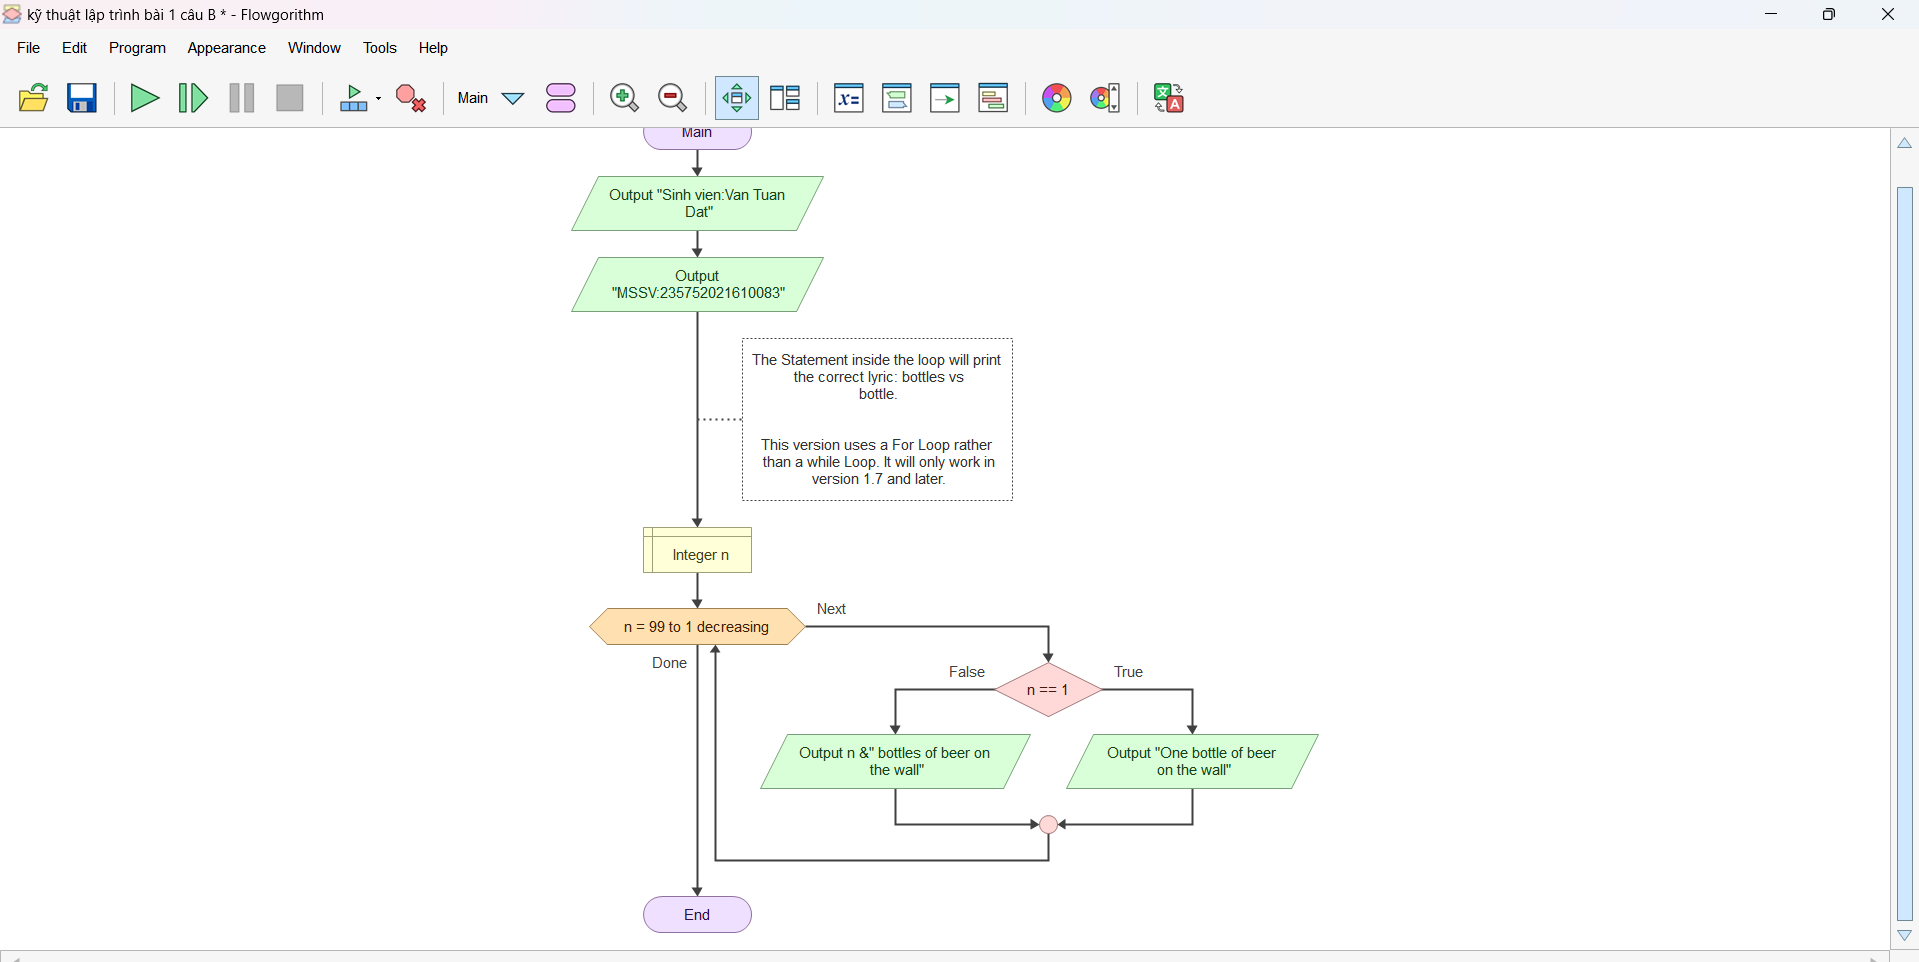 kỹ thuật lập trình bài 1 câu B * - Flowgorithm
File Edit Program Appearance Window Tools Help
Main
Main
Output "Sinh vien:Van Tuan
Dat"
Output
"MSSV:235752021610083"
The Statement inside the loop will print
the correct lyric: bottles vs
bottle.
This version uses a For Loop rather
than a while Loop. It will only work in
version 1.7 and later.
Integer n
n = 99 to 1 decreasing
Next
Done
False
True
n == 1
Output n &" bottles of beer on
the wall"
Output "One bottle of beer
on the wall"
End